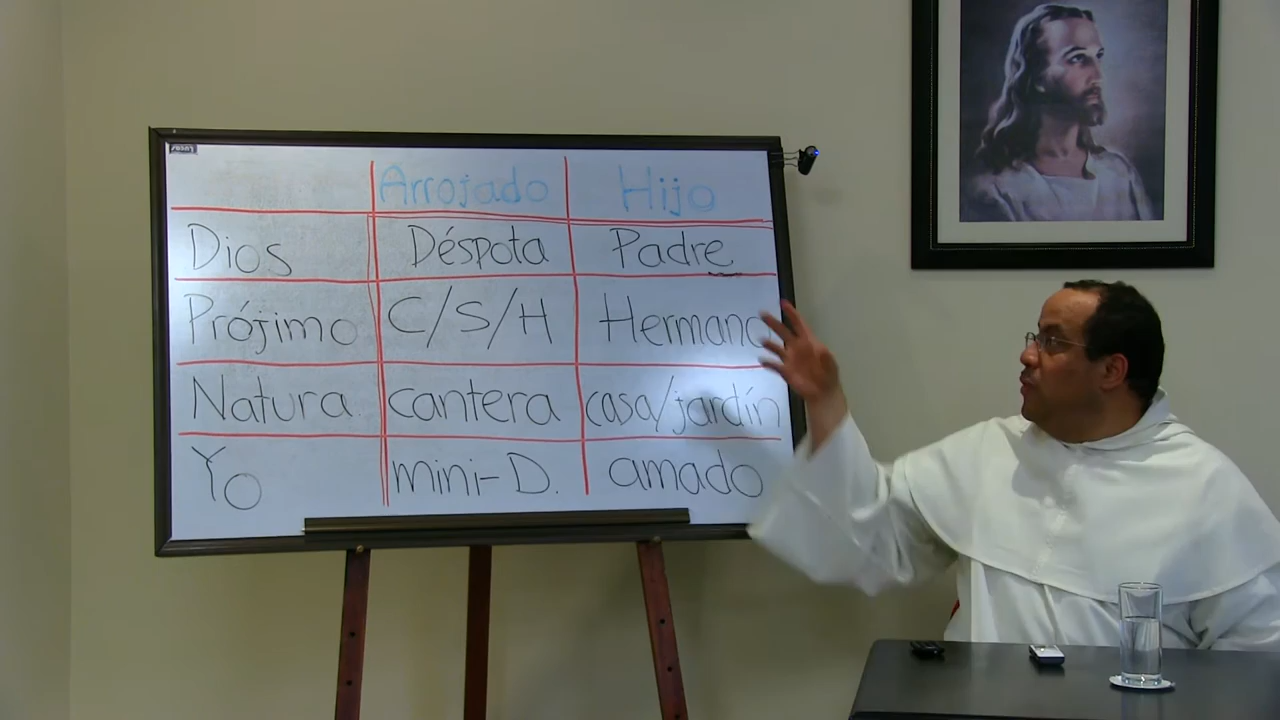 Arrojado Hijo
Dios Déspota Padre
Prójimo C/S/H Hermano
Natura cantera casa/jardín
Yo mini-D. amado